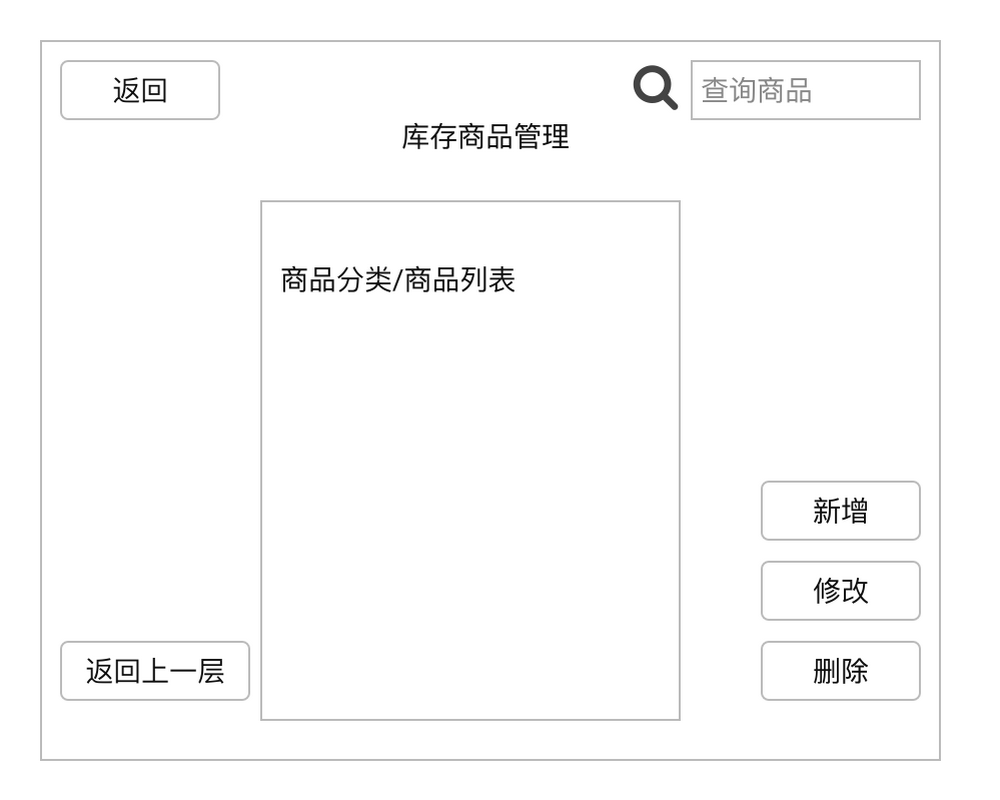 返回
查询商品
库存商品管理
商品分类/商品列表
新增
修改
返回上一层
删除